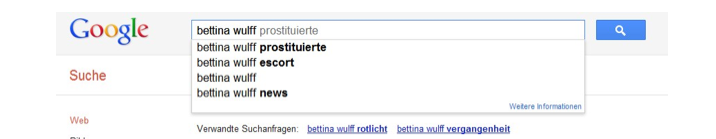 Google
bettina wulff prostituierte
bettina wulff prostituierte
bettina wulff escort
bettina wulff
bettina wulff news
Weitere Informationen
Suche
Web
Verwandte Suchanfragen: bettina wulff rotlicht bettina wulff vergangenheit